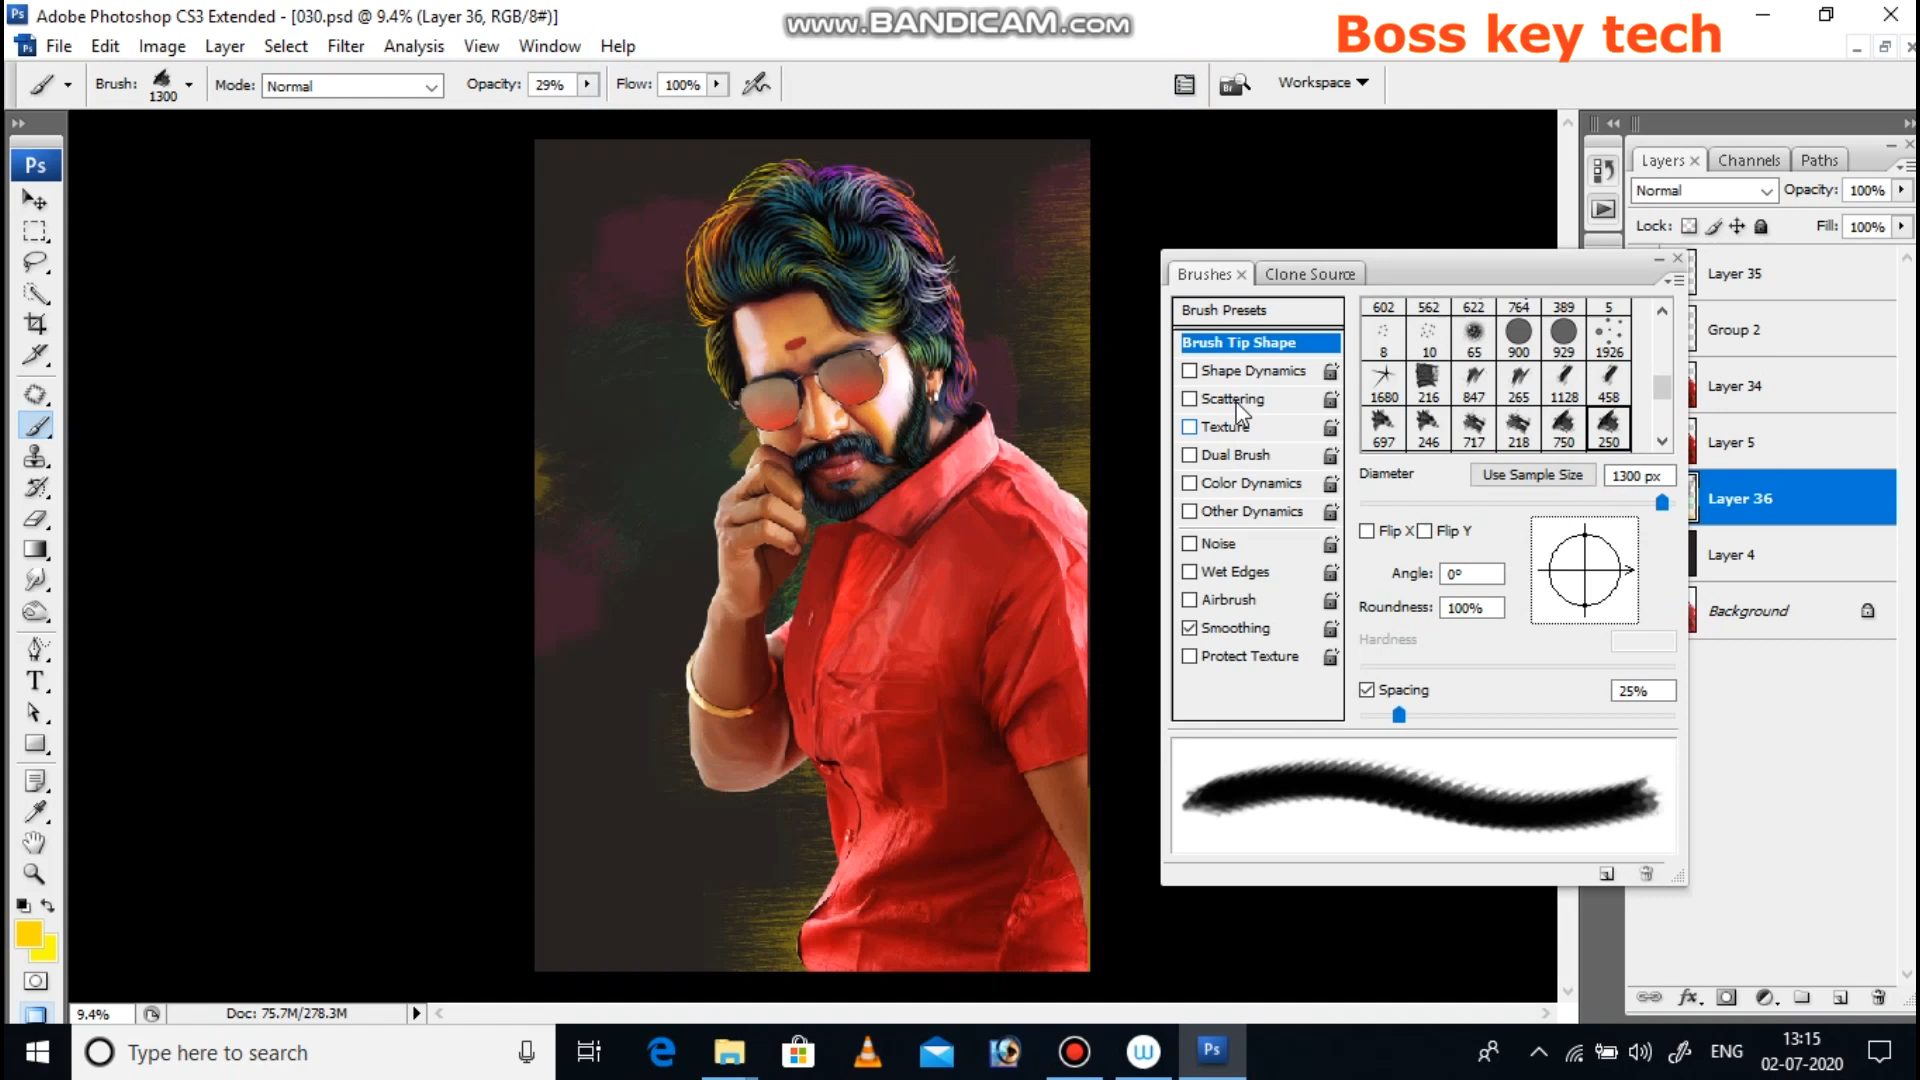 Adobe Photoshop CS3 Extended - [030.psd @ 9.4% (Layer 36, RGB/8#)]
www.BANDICAM.com
Boss key tech
File Edit Image Layer Select Filter Analysis View Window Help
Brush: 1300 Mode: Normal Opacity: 29% Flow: 100% Workspace
Ps
Layers Channels Paths
Normal Opacity: 100%
Lock: Fill: 100%
Layer 35
Group 2
Layer 34
Layer 5
Layer 36
Layer 4
Background
Brushes Clone Source
Brush Presets
Brush Tip Shape
Shape Dynamics
Scattering
Texture
Dual Brush
Color Dynamics
Other Dynamics
Noise
Wet Edges
Airbrush
Smoothing
Protect Texture
602 562 622 764 389 5
8 10 65 900 929 1926
1680 216 847 265 1128 458
697 246 717 218 750 250
Diameter Use Sample Size 1300 px
Flip X Flip Y
Angle: 0º
Roundness: 100%
Hardness
Spacing 25%
9.4% Doc: 75.7M/278.3M
Type here to search
Ps
ENG
13:15
02-07-2020